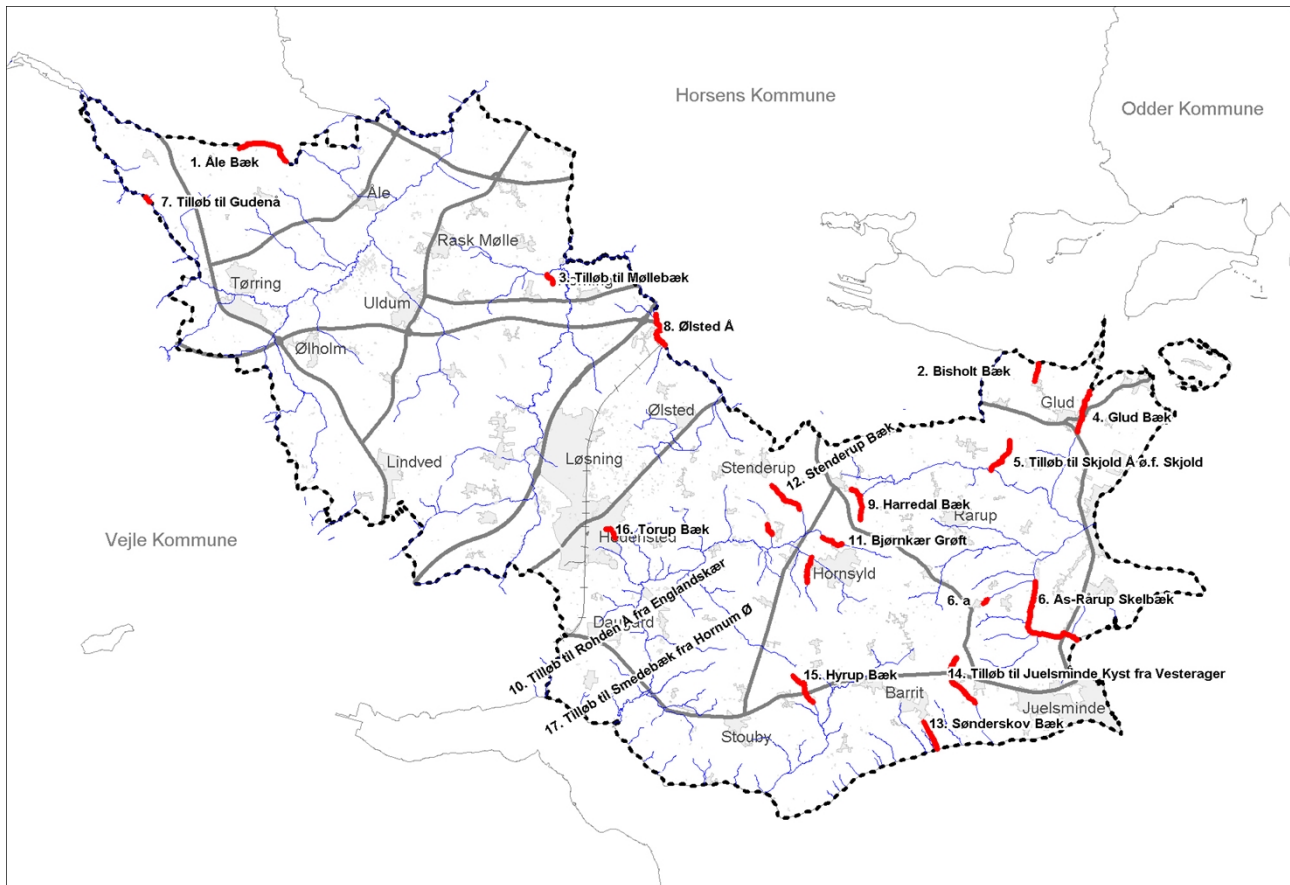 Horsens Kommune
Odder Kommune
1. Åle Bæk
Åle
7. Tilløb til Gudenå
Rask Mølle
3. Tilløb til Møllebæk
Tørring
Uldum
8. Ølsted Å
Ølholm
2. Bisholt Bæk
Glud
4. Glud Bæk
Ølsted
12. Stenderup Bæk
Lindved
Løsning
Stenderup
5. Tilløb til Skjold Å ø.f. Skjold
9. Harredal Bæk
Rårup
16. Torup Bæk
Hedensted
Vejle Kommune
11. Bjørnkær Grøft
Hornsyld
6. a
6. As-Rårup Skelbæk
Daugård
10. Tilløb til Rohden Å fra Englandskær
17. Tilløb til Smedebæk fra Hornum Ø
15. Hyrup Bæk
14. Tilløb til Juelsminde Kyst fra Vesterager
Barrit
Juelsminde
13. Sønderskov Bæk
Stouby